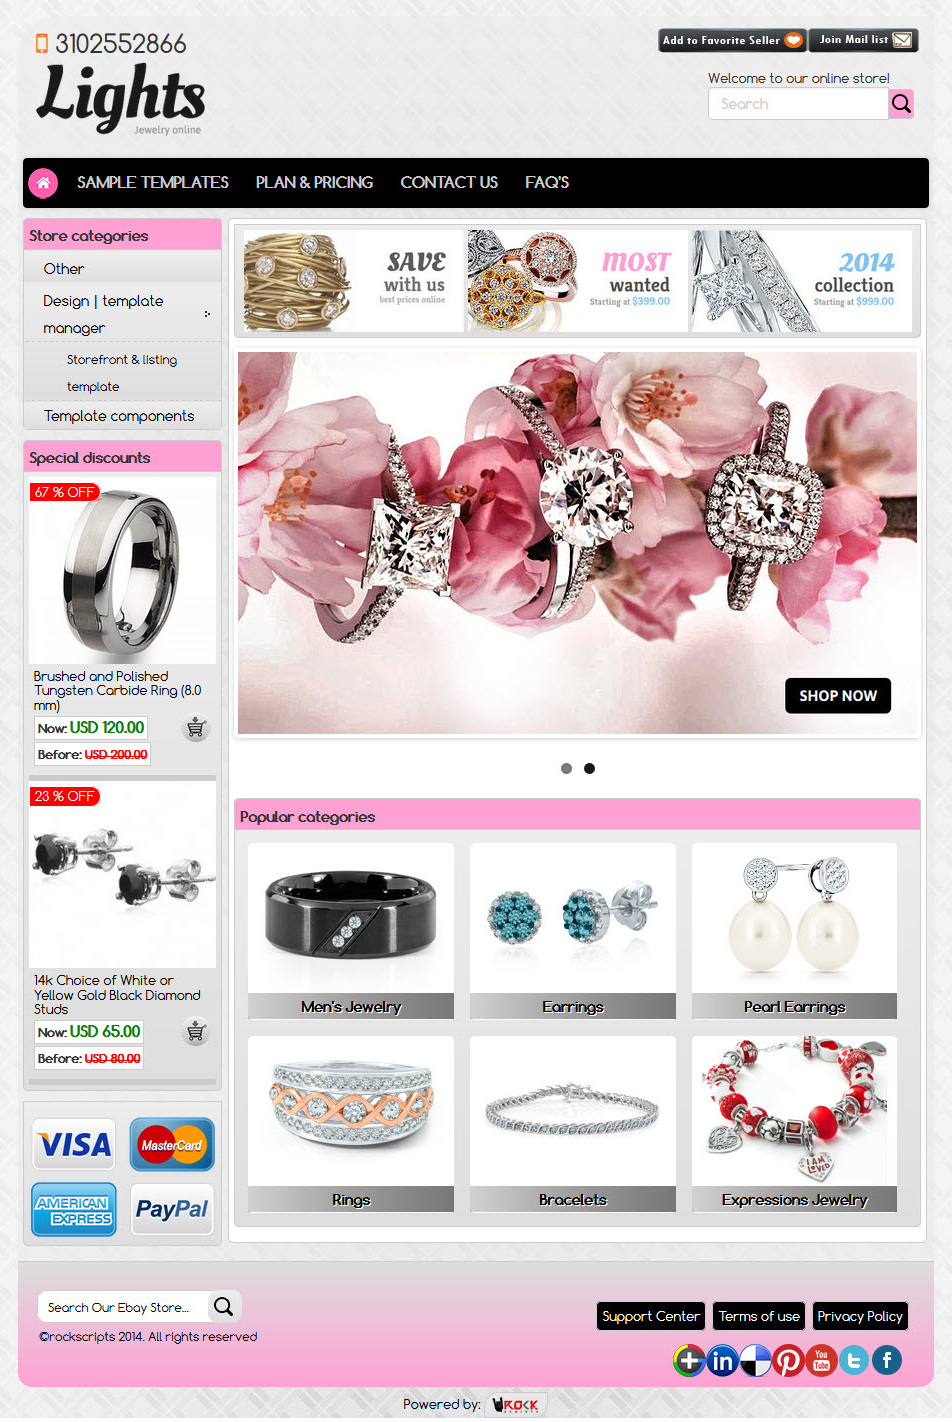 3102552866
Lights
Jewelry online
Add to Favorite Seller
Join Mail list
Welcome to our online store!
Search
SAMPLE TEMPLATES
PLAN & PRICING
CONTACT US
FAQ'S
Store categories
Other
Design | template
manager
Storefront & listing
template
Template components
SAVE
with us
best prices online
MOST
wanted
Starting at $399.00
2014
collection
Starting at $999.00
SHOP NOW
Special discounts
67 % OFF
Brushed and Polished
Tungsten Carbide Ring (8.0
mm)
Now: USD 120.00
Before: USD 200.00
23 % OFF
14k Choice of White or
Yellow Gold Black Diamond
Studs
Now: USD 65.00
Before: USD 80.00
VISA
MasterCard
AMERICAN
EXPRESS
PayPal
Popular categories
Men's Jewelry
Earrings
Pearl Earrings
I AM
LOVED
Rings
Bracelets
Expressions Jewelry
Search Our Ebay Store...
©rockscripts 2014. All rights reserved
Support Center
Terms of use
Privacy Policy
in
You
Tube
t
f
Powered by:
ROCK